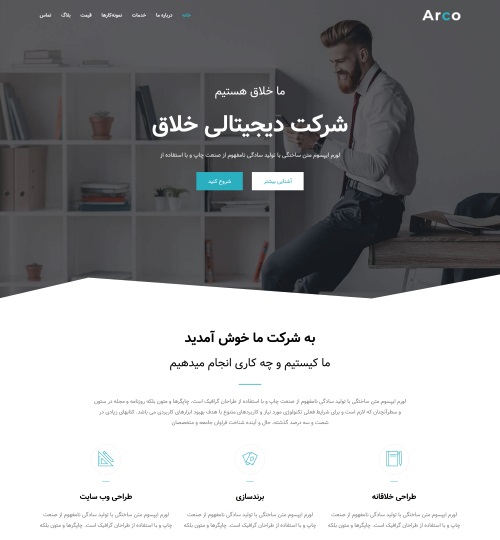 Arco
خانه درباره ما خدمات نمونه‌کارها قیمت بلاگ تماس
ما خلاق هستیم
شرکت دیجیتالی خلاق
لورم ایپسوم متن ساختگی با تولید سادگی نامفهوم از صنعت چاپ و با استفاده از
شروع کنید آشنایی بیشتر
به شرکت ما خوش آمدید
ما کیستیم و چه کاری انجام میدهیم
لورم ایپسوم متن ساختگی با تولید سادگی نامفهوم از صنعت چاپ و با استفاده از طراحان گرافیک است. چاپگرها و متون بلکه روزنامه و مجله در ستون
و سطرآنچنان که لازم است و برای شرایط فعلی تکنولوژی مورد نیاز و کاربردهای متنوع با هدف بهبود ابزارهای کاربردی می باشد. کتابهای زیادی در
شصت و سه درصد گذشته، حال و آینده شناخت فراوان جامعه و متخصصان
طراحی خلاقانه
لورم ایپسوم متن ساختگی با تولید سادگی نامفهوم از صنعت
چاپ و با استفاده از طراحان گرافیک است. چاپگرها و متون بلکه
برندسازی
لورم ایپسوم متن ساختگی با تولید سادگی نامفهوم از صنعت
چاپ و با استفاده از طراحان گرافیک است. چاپگرها و متون بلکه
طراحی وب سایت
لورم ایپسوم متن ساختگی با تولید سادگی نامفهوم از صنعت
چاپ و با استفاده از طراحان گرافیک است. چاپگرها و متون بلکه